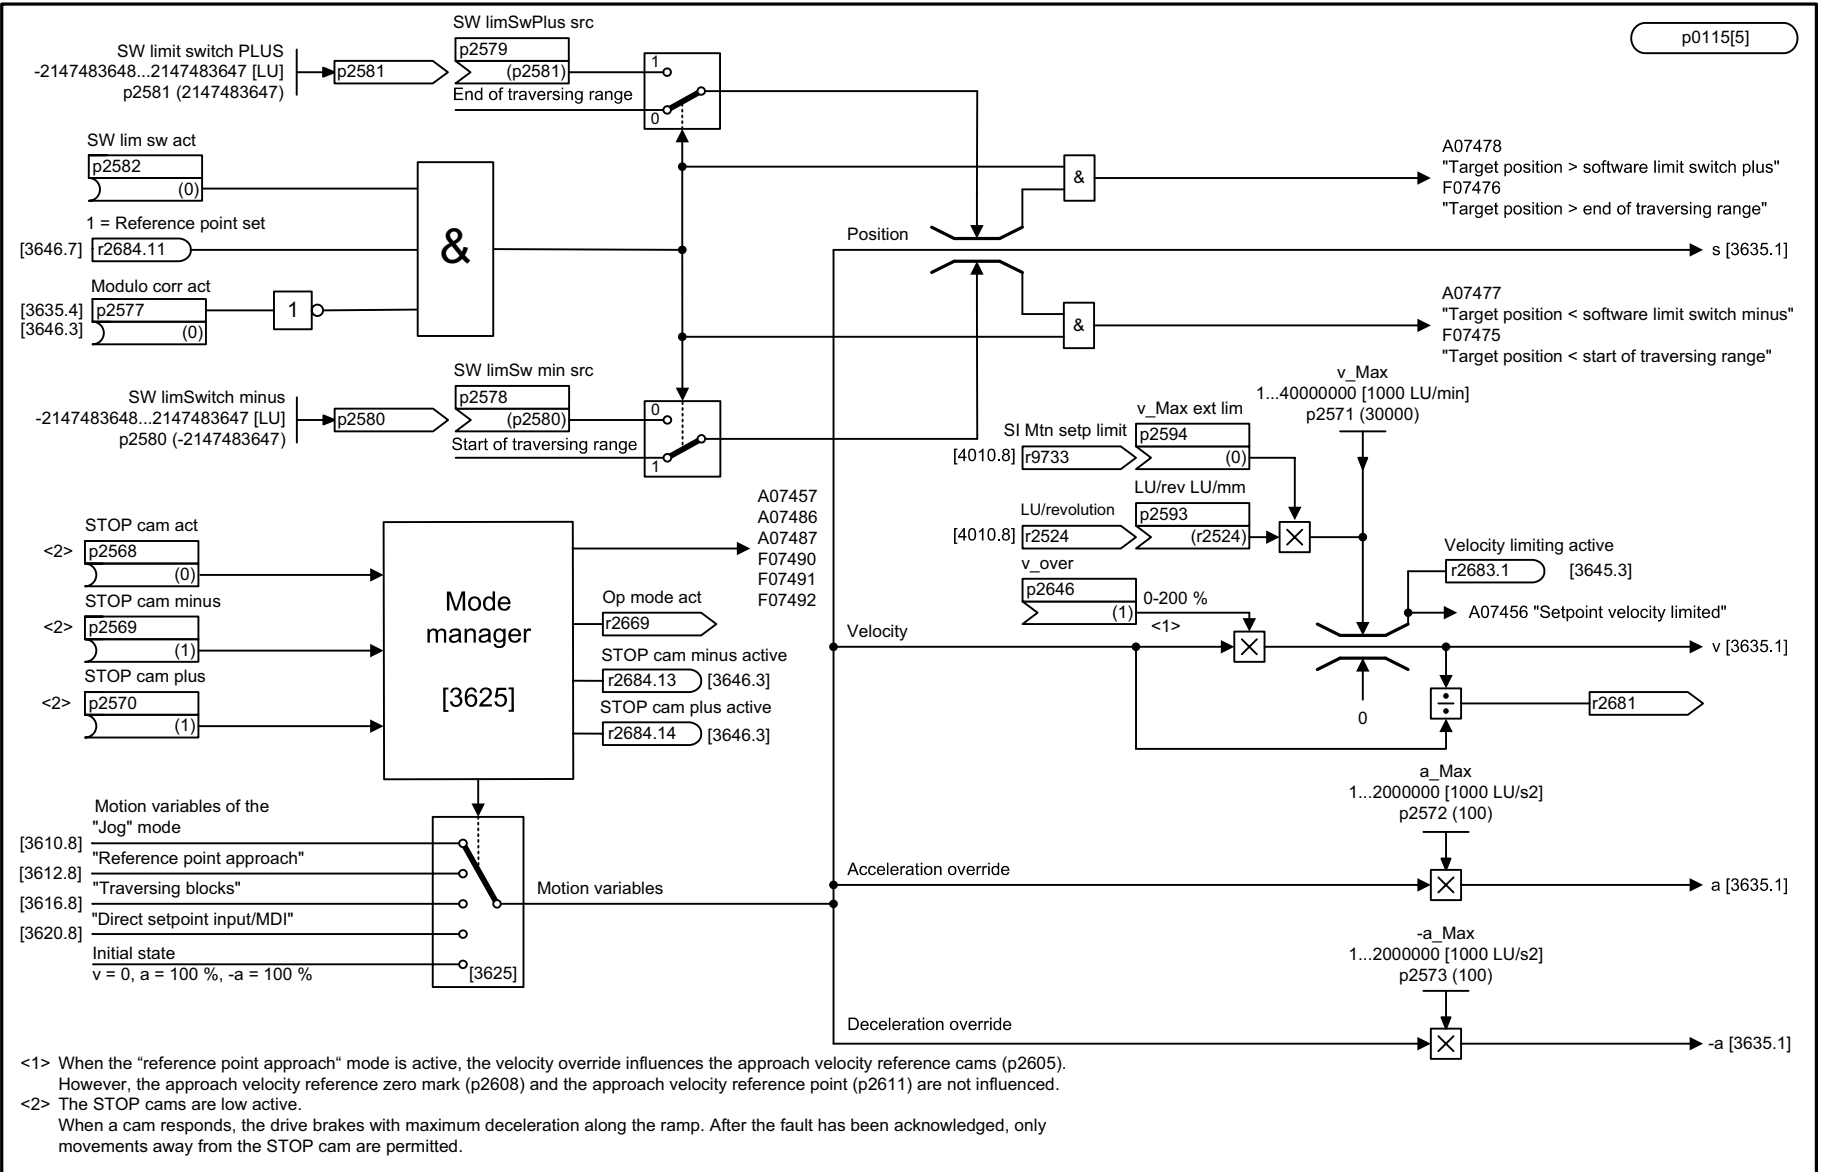 p0115[5]
SW limSwPlus src
SW limit switch PLUS
-2147483648...2147483647 [LU]
p2581 (2147483647)
p2581
p2579
(p2581)
End of traversing range
1
0
SW lim sw act
p2582
(0)
1 = Reference point set
[3646.7]
r2684.11
Modulo corr act
[3635.4]
[3646.3]
p2577
(0)
1
&
SW limSwitch minus
-2147483648...2147483647 [LU]
p2580 (-2147483647)
p2580
SW limSw min src
p2578
(p2580)
Start of traversing range
0
1
&
A07478
"Target position > software limit switch plus"
F07476
"Target position > end of traversing range"
Position
s [3635.1]
&
A07477
"Target position < software limit switch minus"
F07475
"Target position < start of traversing range"
v_Max
1...40000000 [1000 LU/min]
p2571 (30000)
v_Max ext lim
SI Mtn setp limit
[4010.8]
r9733
p2594
(0)
LU/rev LU/mm
LU/revolution
[4010.8]
r2524
p2593
(r2524)
v_over
p2646
(1)
0-200 %
<1>
Velocity limiting active
r2683.1
[3645.3]
A07456 "Setpoint velocity limited"
Velocity
v [3635.1]
0
r2681
STOP cam act
<2>
p2568
(0)
STOP cam minus
<2>
p2569
(1)
STOP cam plus
<2>
p2570
(1)
Mode
manager
[3625]
A07457
A07486
A07487
F07490
F07491
F07492
Op mode act
r2669
STOP cam minus active
r2684.13
[3646.3]
STOP cam plus active
r2684.14
[3646.3]
Motion variables of the
"Jog" mode
[3610.8]
"Reference point approach"
[3612.8]
"Traversing blocks"
[3616.8]
"Direct setpoint input/MDI"
[3620.8]
Initial state
v = 0, a = 100 %, -a = 100 %
[3625]
Motion variables
a_Max
1...2000000 [1000 LU/s2]
p2572 (100)
Acceleration override
a [3635.1]
-a_Max
1...2000000 [1000 LU/s2]
p2573 (100)
Deceleration override
-a [3635.1]
<1> When the “reference point approach“ mode is active, the velocity override influences the approach velocity reference cams (p2605).
However, the approach velocity reference zero mark (p2608) and the approach velocity reference point (p2611) are not influenced.
<2> The STOP cams are low active.
When a cam responds, the drive brakes with maximum deceleration along the ramp. After the fault has been acknowledged, only
movements away from the STOP cam are permitted.